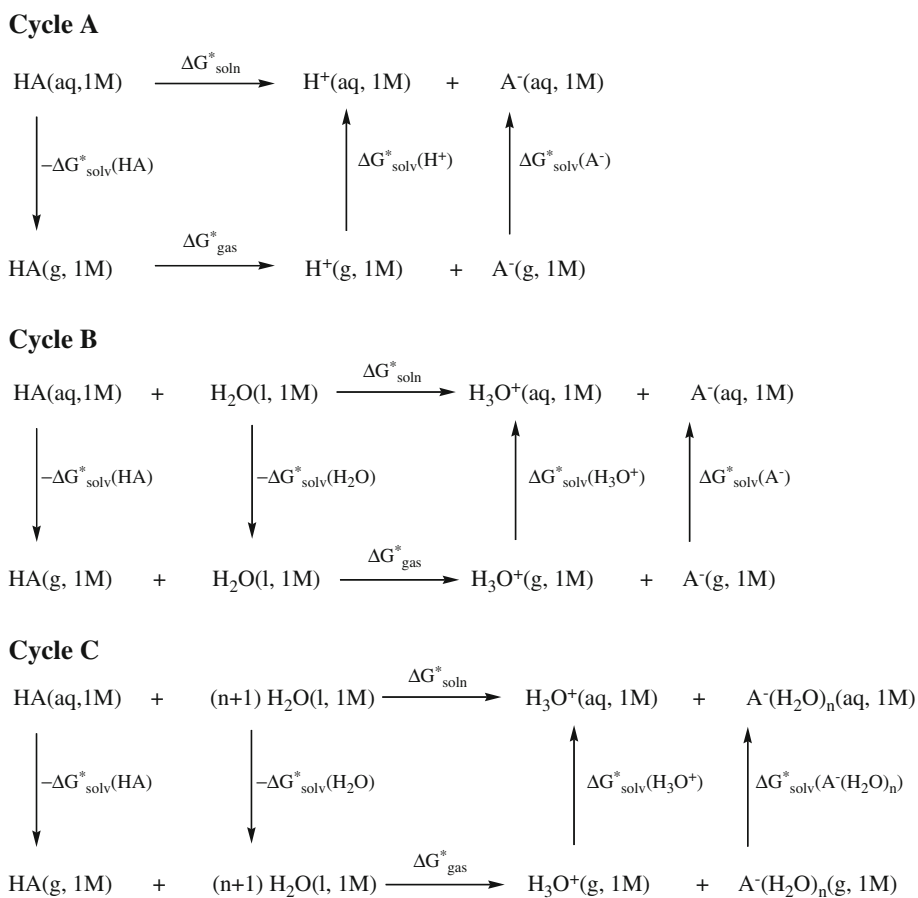 Cycle A
ΔG*soln
HA(aq,1M) H+(aq, 1M) + A-(aq, 1M)
−ΔG*solv(HA) ΔG*solv(H+) ΔG*solv(A-)
ΔG*gas
HA(g, 1M) H+(g, 1M) + A-(g, 1M)
Cycle B
ΔG*soln
HA(aq,1M) + H2O(l, 1M) H3O+(aq, 1M) + A-(aq, 1M)
−ΔG*solv(HA) −ΔG*solv(H2O) ΔG*solv(H3O+) ΔG*solv(A-)
ΔG*gas
HA(g, 1M) + H2O(l, 1M) H3O+(g, 1M) + A-(g, 1M)
Cycle C
ΔG*soln
HA(aq,1M) + (n+1) H2O(l, 1M) H3O+(aq, 1M) + A-(H2O)n(aq, 1M)
−ΔG*solv(HA) −ΔG*solv(H2O) ΔG*solv(H3O+) ΔG*solv(A-(H2O)n)
ΔG*gas
HA(g, 1M) + (n+1) H2O(l, 1M) H3O+(g, 1M) + A-(H2O)n(g, 1M)